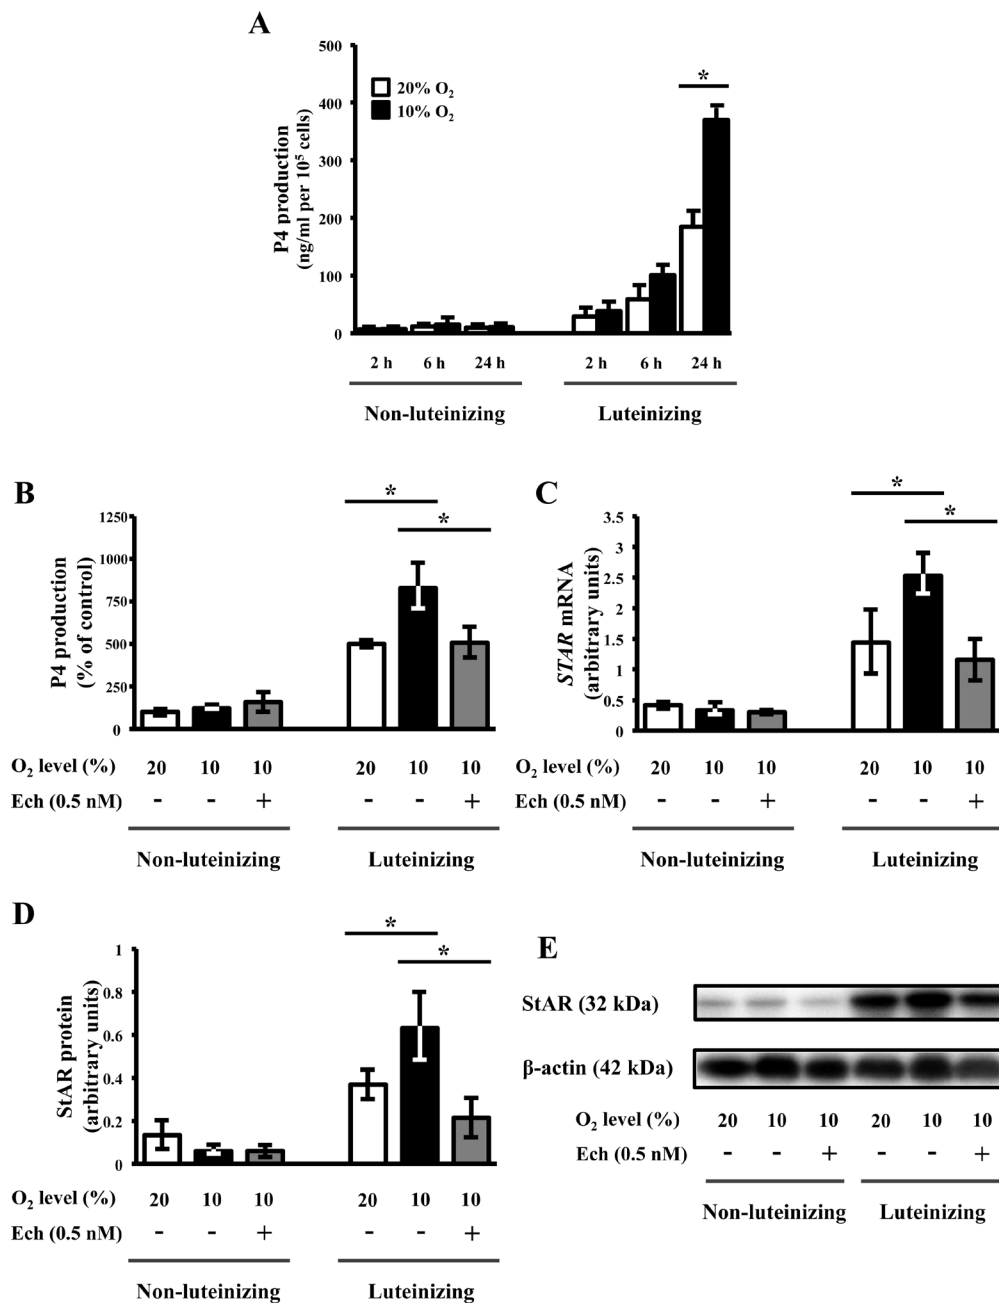 A
500
400
300
200
100
0
P4 production
(ng/ml per 10⁵ cells)
20% O₂
10% O₂
*
2 h 6 h 24 h 2 h 6 h 24 h
Non-luteinizing Luteinizing
B
1250
1000
750
500
250
0
P4 production
(% of control)
* 
*
O₂ level (%) 20 10 10 20 10 10
Ech (0.5 nM) - - + - - +
Non-luteinizing Luteinizing
C
3.5
3
2.5
2
1.5
1
0.5
0
STAR mRNA
(arbitrary units)
*
*
O₂ level (%) 20 10 10 20 10 10
Ech (0.5 nM) - - + - - +
Non-luteinizing Luteinizing
D
1
0.8
0.6
0.4
0.2
0
StAR protein
(arbitrary units)
*
*
O₂ level (%) 20 10 10 20 10 10
Ech (0.5 nM) - - + - - +
Non-luteinizing Luteinizing
E
StAR (32 kDa)
β-actin (42 kDa)
O₂ level (%) 20 10 10 20 10 10
Ech (0.5 nM) - - + - - +
Non-luteinizing Luteinizing